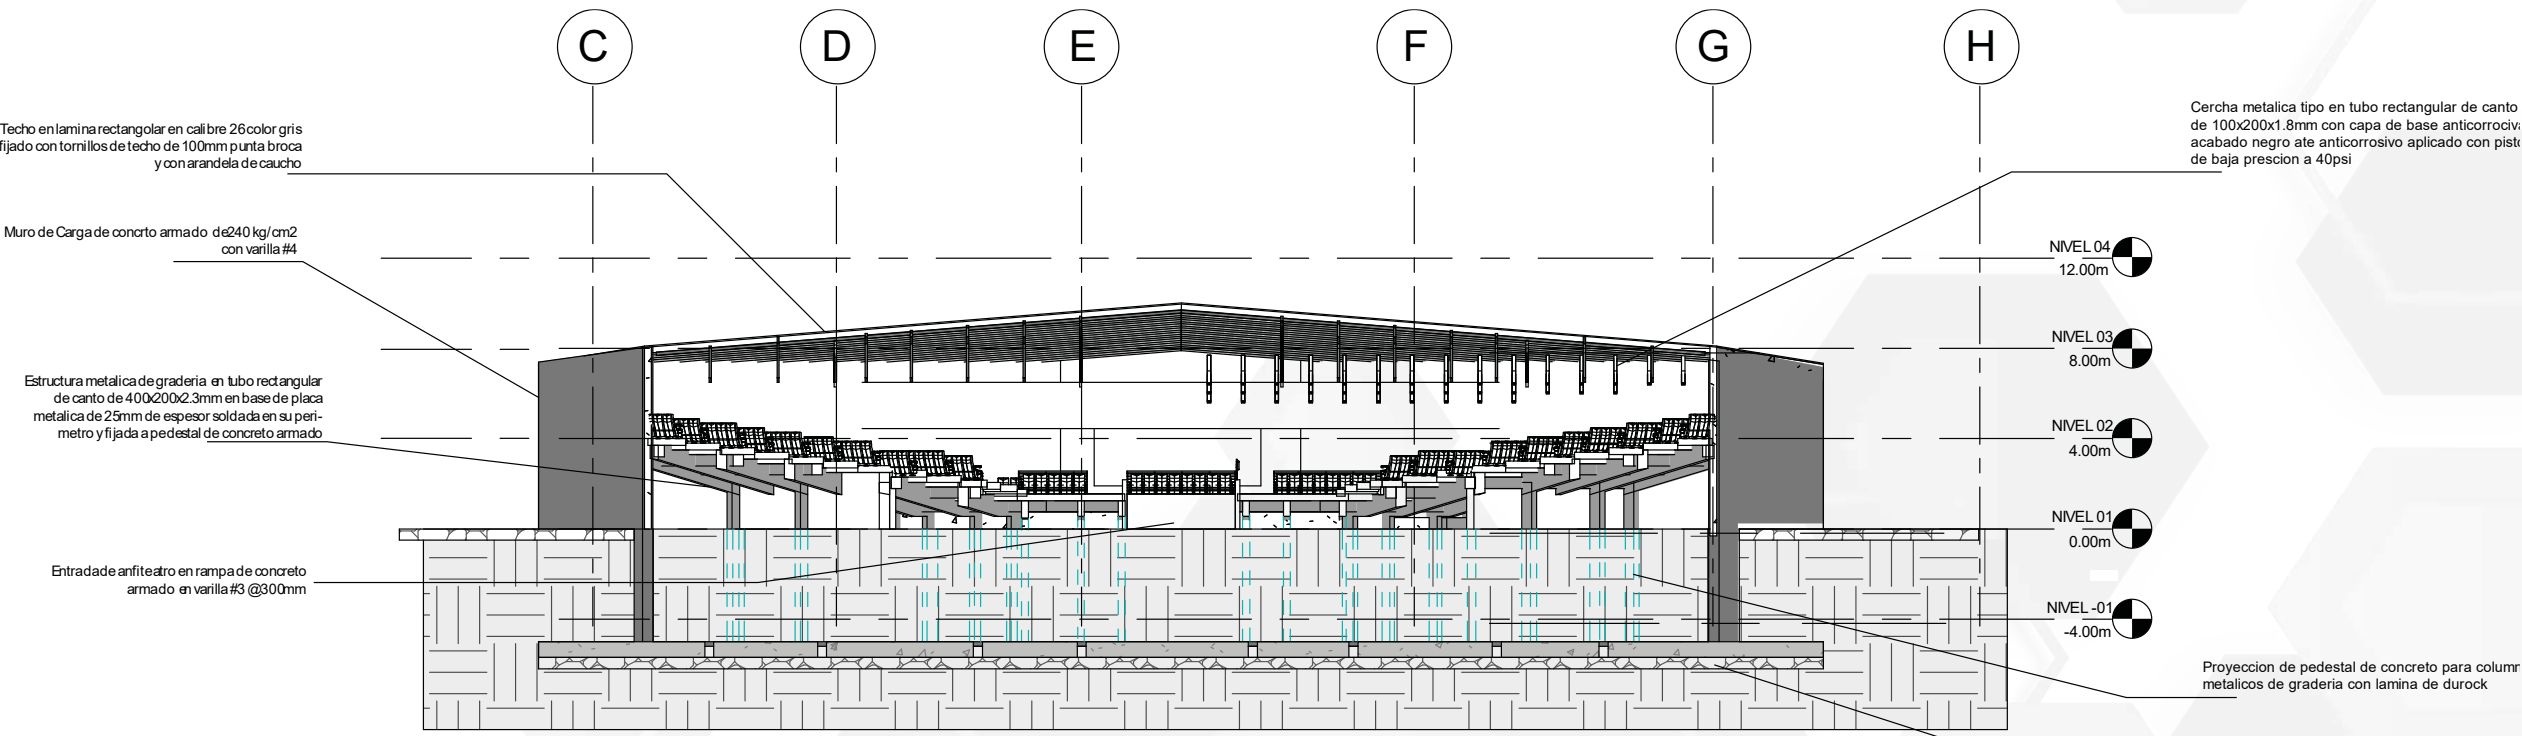 C
D
E
F
G
H
Techo en lamina rectangolar en calibre 26 color gris
fijado con tornillos de techo de 100mm punta broca
y con arandela de caucho
Muro de Carga de concrto armado de240 kg/cm2
con varilla #4
Estructura metalica de graderia en tubo rectangular
de canto de 400x200x2.3mm en base de placa
metalica de 25mm de espesor soldada en su peri-
metro y fijada a pedestal de concreto armado
Entrada de anfiteatro en rampa de concreto
armado en varilla #3 @300mm
Cercha metalica tipo en tubo rectangular de canto
de 100x200x1.8mm con capa de base anticorrociv
acabado negro ate anticorrosivo aplicado con pist
de baja prescion a 40psi
NIVEL 04
12.00m
NIVEL 03
8.00m
NIVEL 02
4.00m
NIVEL 01
0.00m
NIVEL -01
-4.00m
Proyeccion de pedestal de concreto para column
metalicos de graderia con lamina de durock